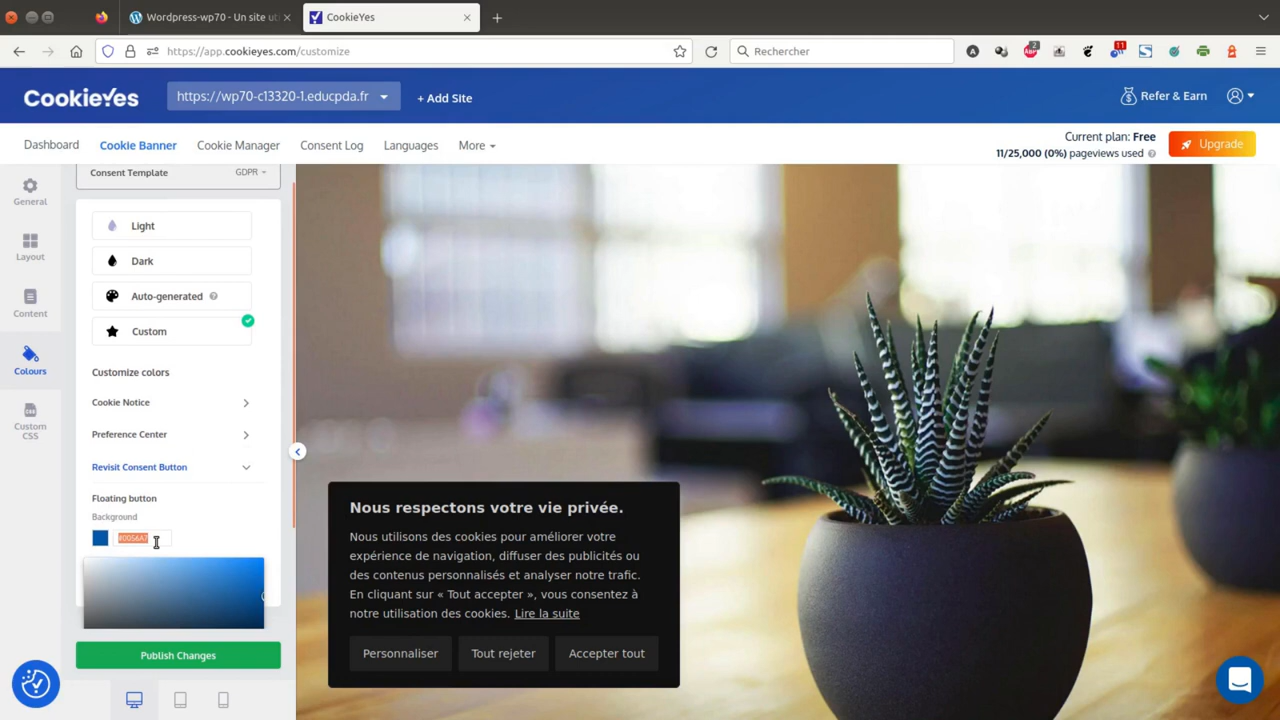 Wordpress-wp70 - Un site uti
CookieYes
https://app.cookieyes.com/customize
Rechercher
2
11
CookieYes
https://wp70-c13320-1.educpda.fr
+ Add Site
Refer & Earn
Dashboard
Cookie Banner
Cookie Manager
Consent Log
Languages
More
Current plan: Free
11/25,000 (0%) pageviews used
Upgrade
General
Layout
Content
Colours
Custom
CSS
Consent Template
GDPR
Light
Dark
Auto-generated
Custom
Customize colors
Cookie Notice
Preference Center
Revisit Consent Button
Floating button
Background
#0056A7
Publish Changes
Nous respectons votre vie privée.
Nous utilisons des cookies pour améliorer votre
expérience de navigation, diffuser des publicités ou
des contenus personnalisés et analyser notre trafic.
En cliquant sur « Tout accepter », vous consentez à
notre utilisation des cookies. Lire la suite
Personnaliser
Tout rejeter
Accepter tout